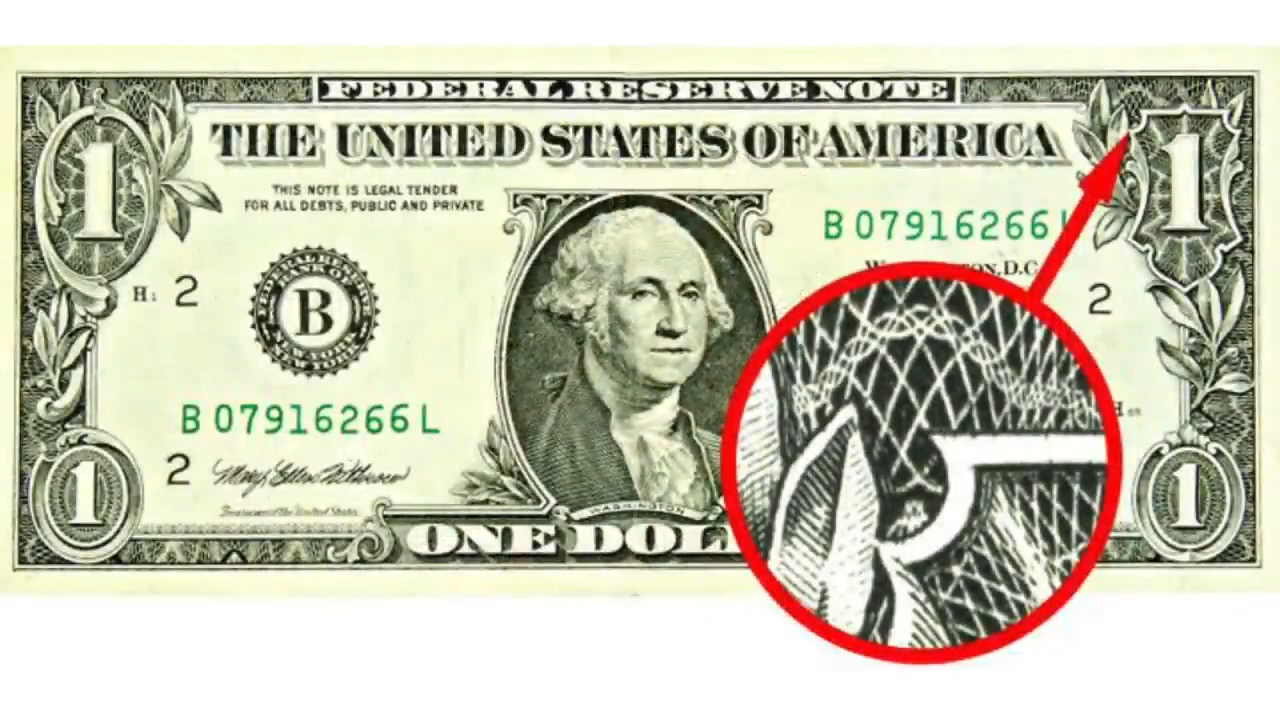 FEDERAL RESERVE NOTE
THE UNITED STATES OF AMERICA
1
1
THIS NOTE IS LEGAL TENDER
FOR ALL DEBTS, PUBLIC AND PRIVATE
B 07916266
D.C.
H 2
2
B
B 07916266 L
2
WASHINGTON
1
ONE DOL
1